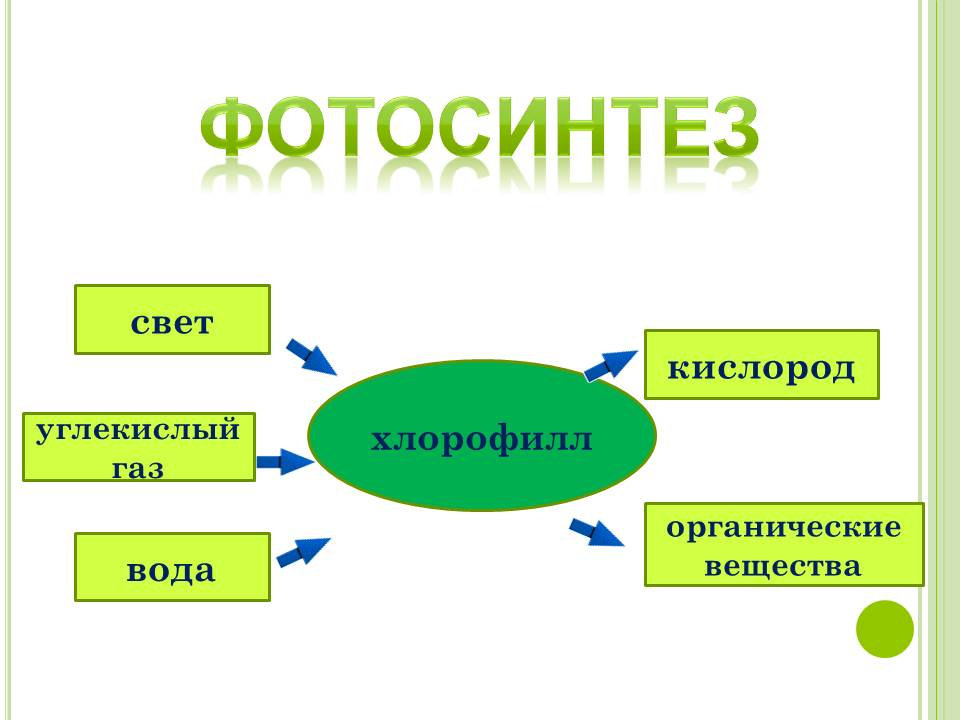 ФОТОСИНТЕЗ
свет
углекислый
газ
вода
хлорофилл
кислород
органические
вещества